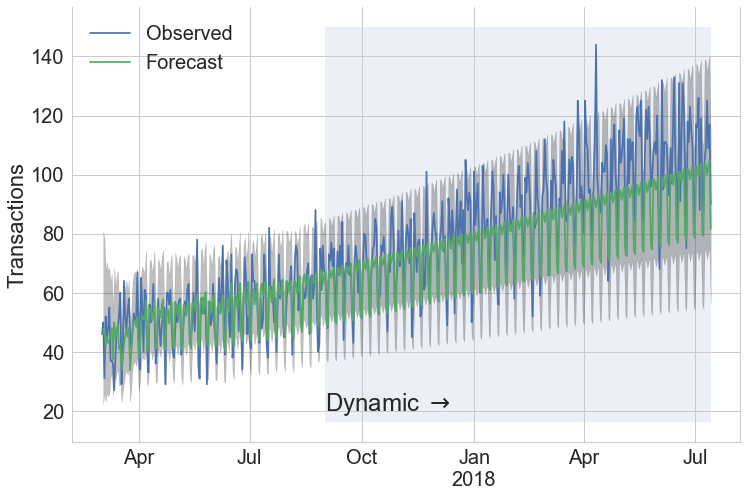 Observed
Forecast
140
120
100
80
60
40
20
Transactions
Dynamic →
Apr
Jul
Oct
Jan
Apr
Jul
2018